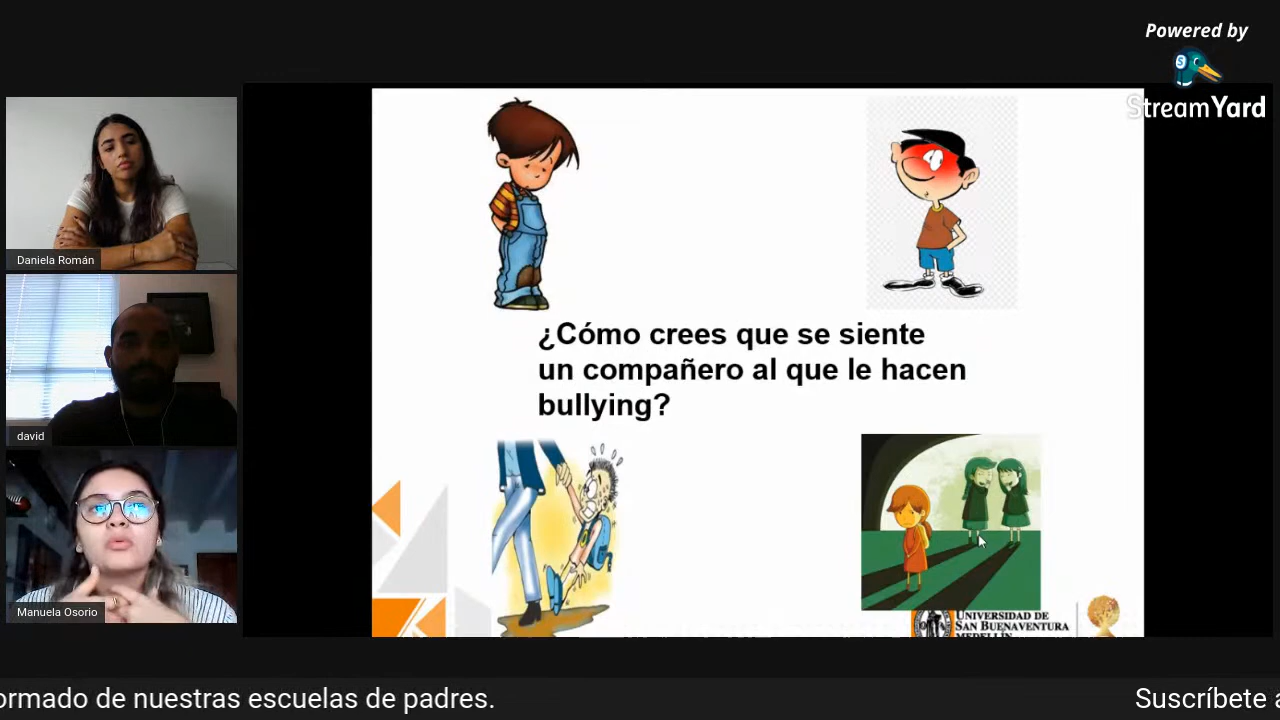 Powered by
StreamYard
Daniela Román
david
Manuela Osorio
¿Cómo crees que se siente
un compañero al que le hacen
bullying?
UNIVERSIDAD DE
SAN BUENAVENTURA
MEDELLÍN
ormado de nuestras escuelas de padres.
Suscríbete a